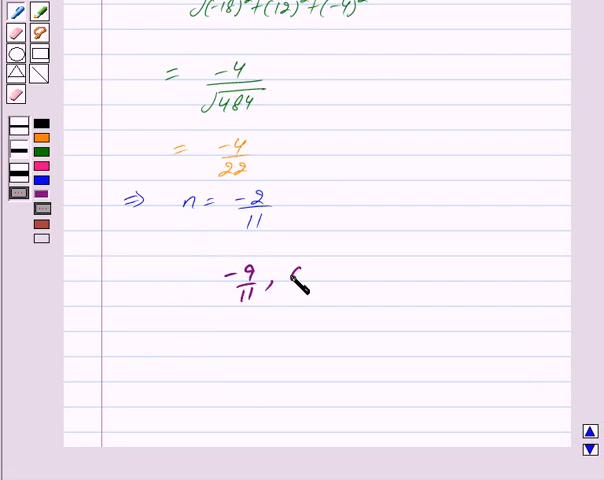 √(-18)²+(12)²+(-4)²
= -4/√484
= -4/22
⇒ n = -2/11
-9/11 ,